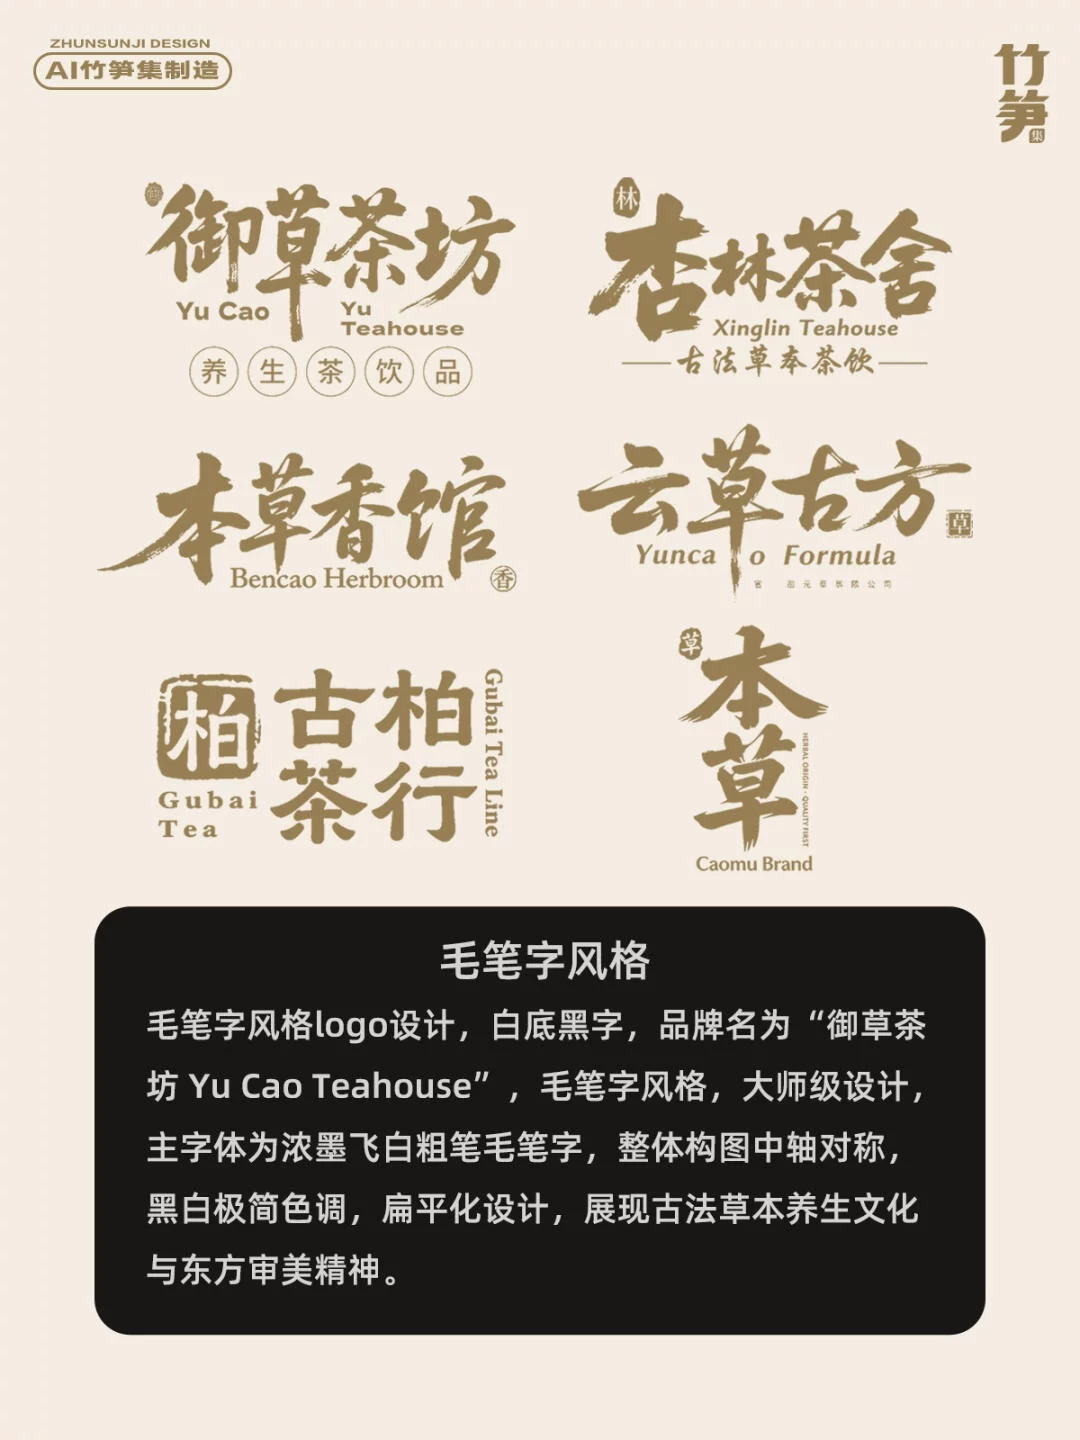 ZHUNSUNJI DESIGN
AI竹笋集制造
竹笋
集
御草茶坊
Yu Cao
Yu
Teahouse
养生茶饮品
林
杏林茶舍
Xinglin Teahouse
古法草本茶饮
本草香馆
Bencao Herbroom
香
云草古方
草
Yunca o Formula
柏
Gubai
Tea
古柏
茶行
Gubai Tea Line
草
本草
HERBAL ORIGIN · QUALITY FIRST
Caomu Brand
毛笔字风格
毛笔字风格logo设计，白底黑字，品牌名为“御草茶
坊 Yu Cao Teahouse”，毛笔字风格，大师级设计，
主字体为浓墨飞白粗笔毛笔字，整体构图中轴对称，
黑白极简色调，扁平化设计，展现古法草本养生文化
与东方审美精神。